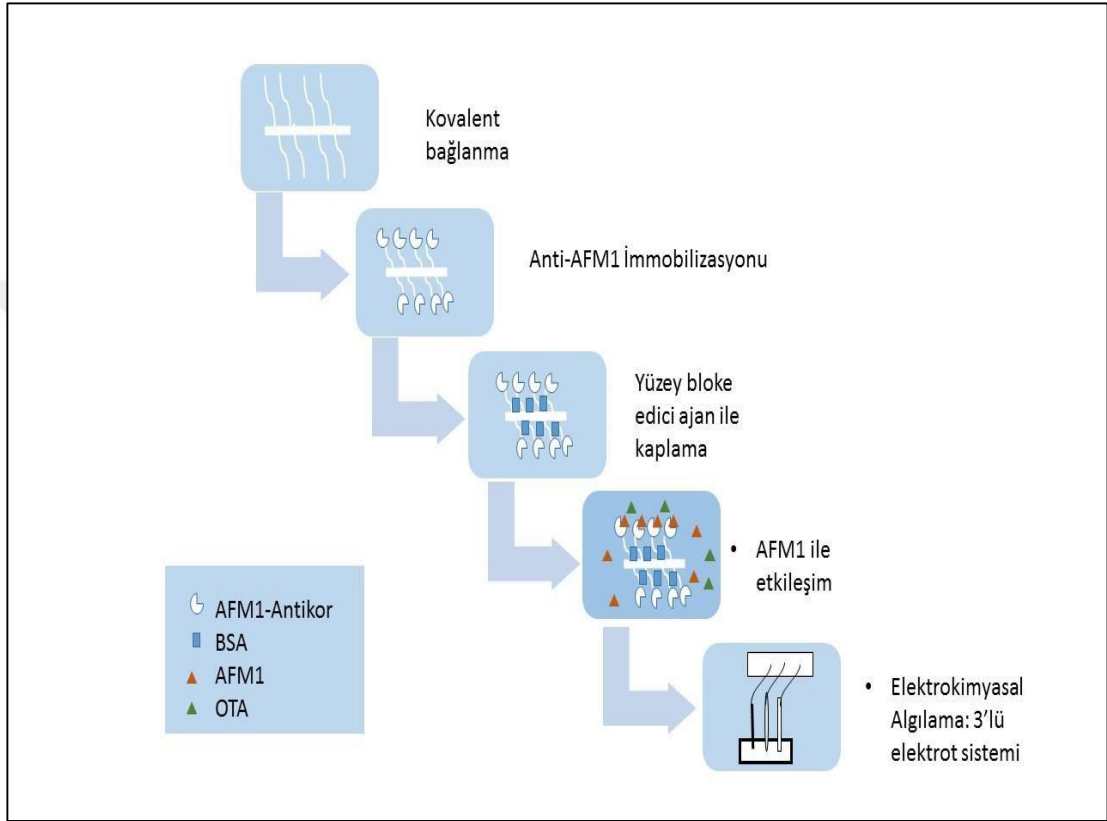 Kovalent
bağlanma
Anti-AFM1 İmmobilizasyonu
Yüzey bloke
edici ajan ile
kaplama
• AFM1 ile
etkileşim
• Elektrokimyasal
Algılama: 3'lü
elektrot sistemi
AFM1-Antikor
BSA
AFM1
OTA